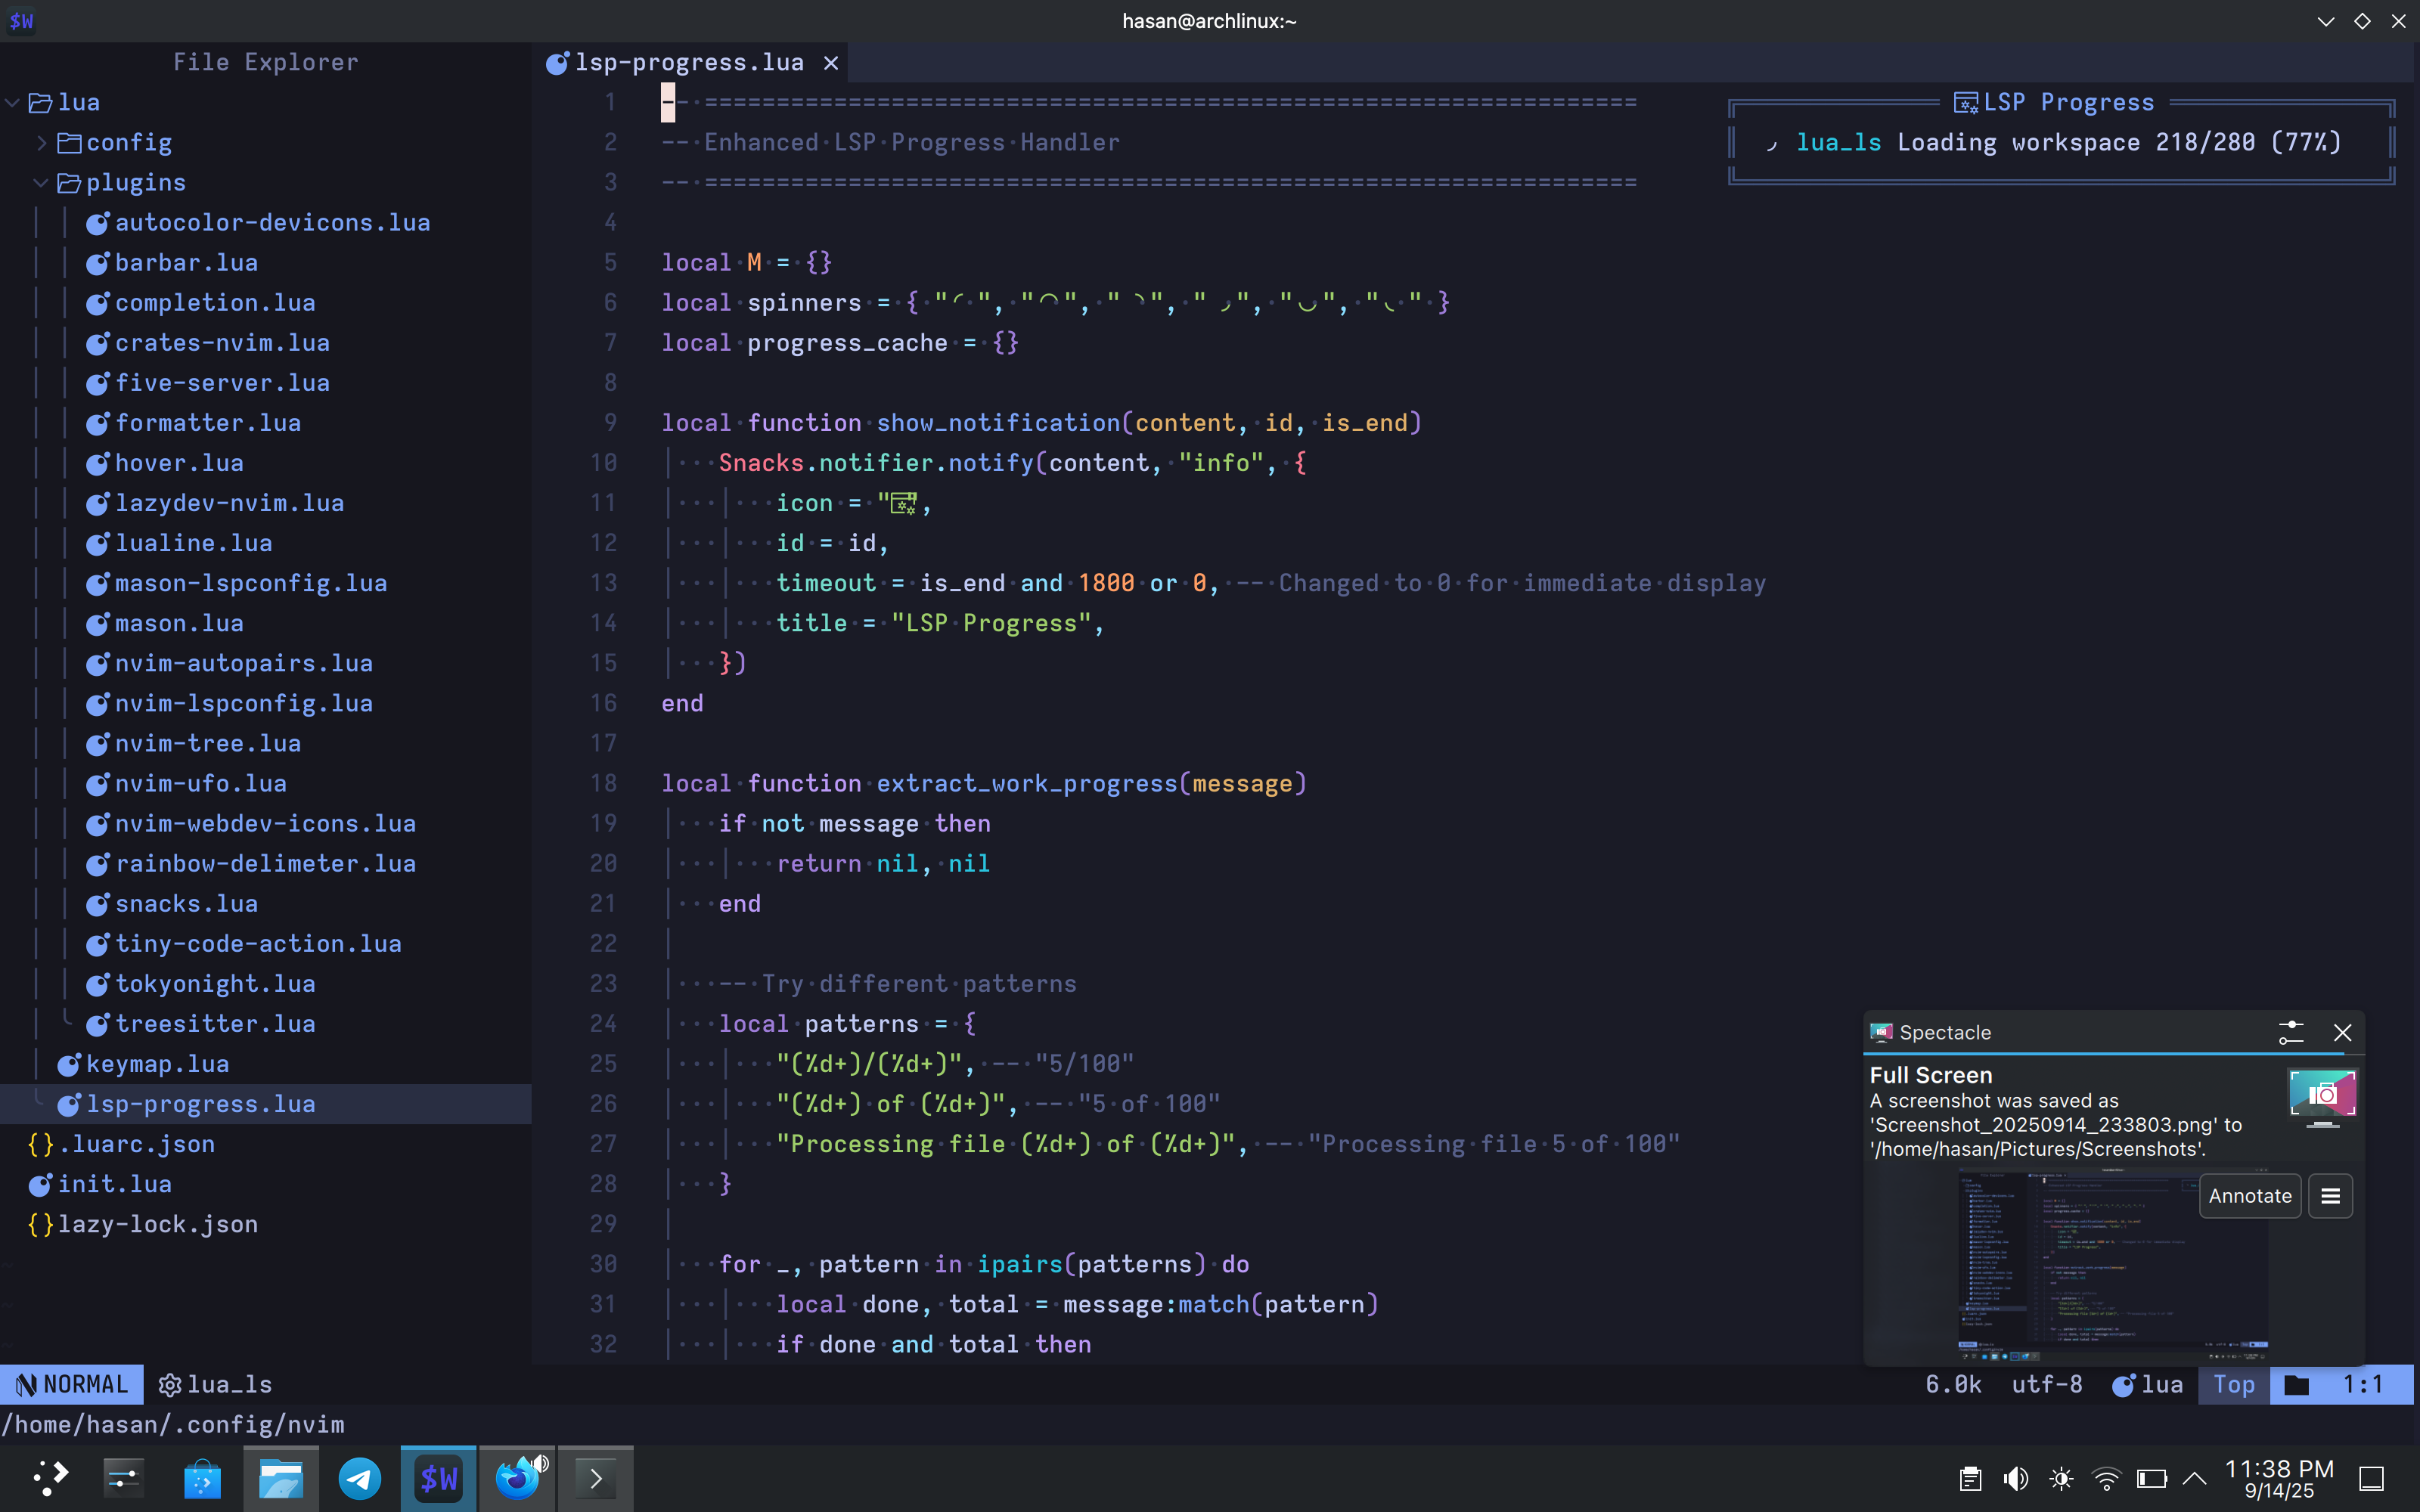 $W
hasan@archlinux:~
File Explorer
lsp-progress.lua ×
lua
config
plugins
autocolor-devicons.lua
barbar.lua
completion.lua
crates-nvim.lua
five-server.lua
formatter.lua
hover.lua
lazydev-nvim.lua
lualine.lua
mason-lspconfig.lua
mason.lua
nvim-autopairs.lua
nvim-lspconfig.lua
nvim-tree.lua
nvim-ufo.lua
nvim-webdev-icons.lua
rainbow-delimeter.lua
snacks.lua
tiny-code-action.lua
tokyonight.lua
treesitter.lua
keymap.lua
lsp-progress.lua
{} .luarc.json
init.lua
{} lazy-lock.json
1 -- =================================================================
2 -- Enhanced LSP Progress Handler
3 -- =================================================================
4
5 local M = {}
6 local spinners = { "◜ ", "◠", " ◝", " ◞", "◡", "◟ " }
7 local progress_cache = {}
8
9 local function show_notification(content, id, is_end)
10 Snacks.notifier.notify(content, "info", {
11 icon = "",
12 id = id,
13 timeout = is_end and 1800 or 0, -- Changed to 0 for immediate display
14 title = "LSP Progress",
15 })
16 end
17
18 local function extract_work_progress(message)
19 if not message then
20 return nil, nil
21 end
22
23 -- Try different patterns
24 local patterns = {
25 "(%d+)/(%d+)", -- "5/100"
26 "(%d+) of (%d+)", -- "5 of 100"
27 "Processing file (%d+) of (%d+)", -- "Processing file 5 of 100"
28 }
29
30 for _, pattern in ipairs(patterns) do
31 local done, total = message:match(pattern)
32 if done and total then
LSP Progress
◞ lua_ls Loading workspace 218/280 (77%)
Spectacle
Full Screen
A screenshot was saved as
'Screenshot_20250914_233803.png' to
'/home/hasan/Pictures/Screenshots'.
Annotate
NORMAL lua_ls
6.0k utf-8 lua Top 1:1
/home/hasan/.config/nvim
$W
11:38 PM
9/14/25